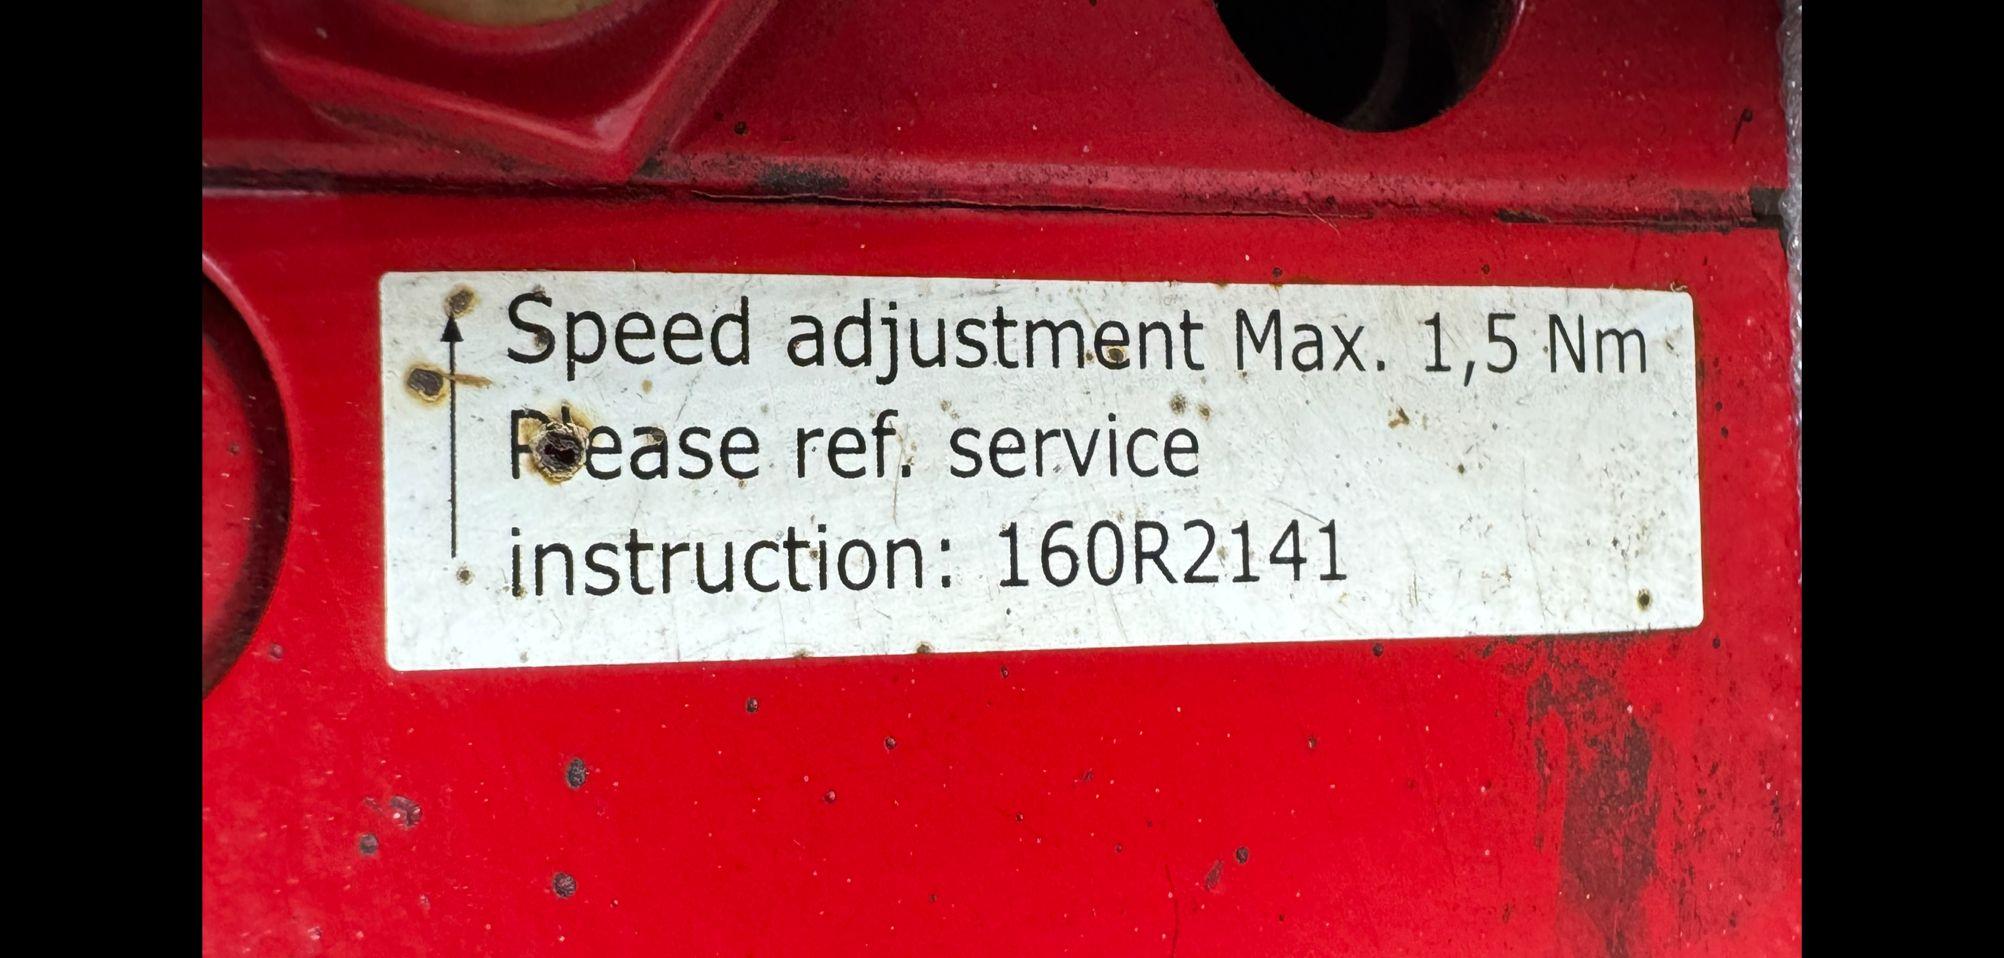 Speed adjustment Max. 1,5 Nm
Please ref. service
instruction: 160R2141